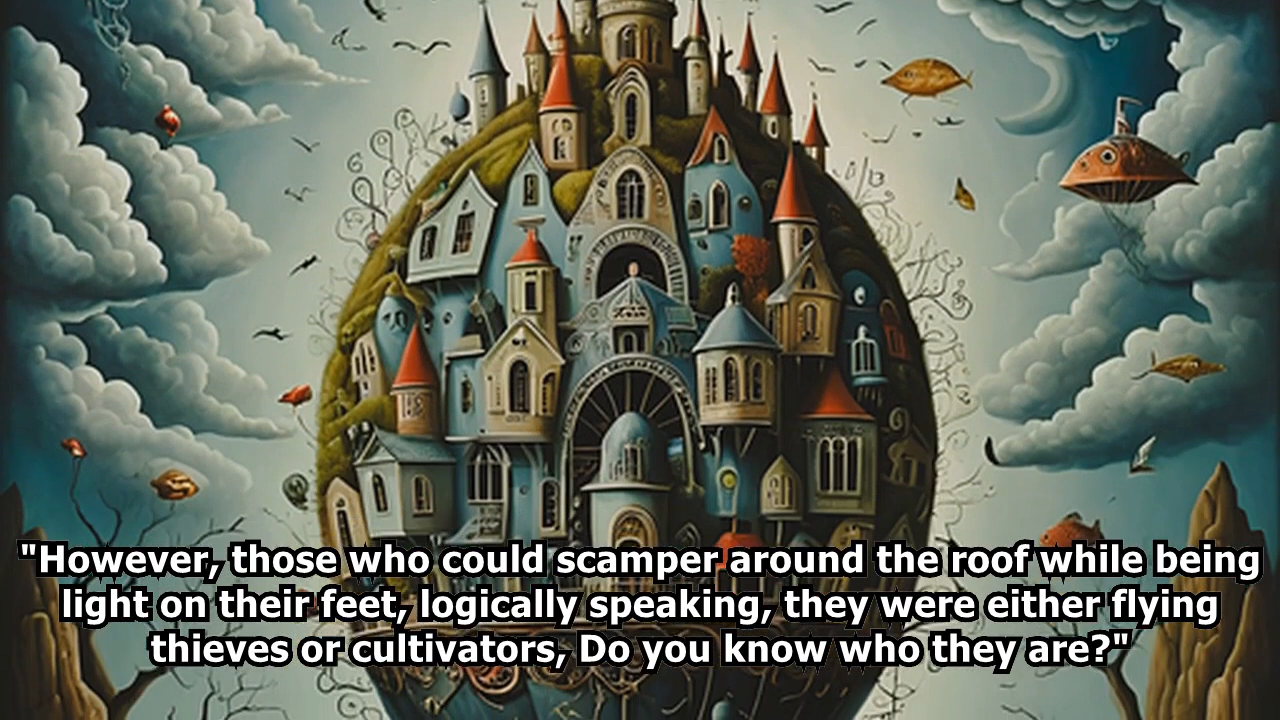 "However, those who could scamper around the roof while being
light on their feet, logically speaking, they were either flying
thieves or cultivators, Do you know who they are?"